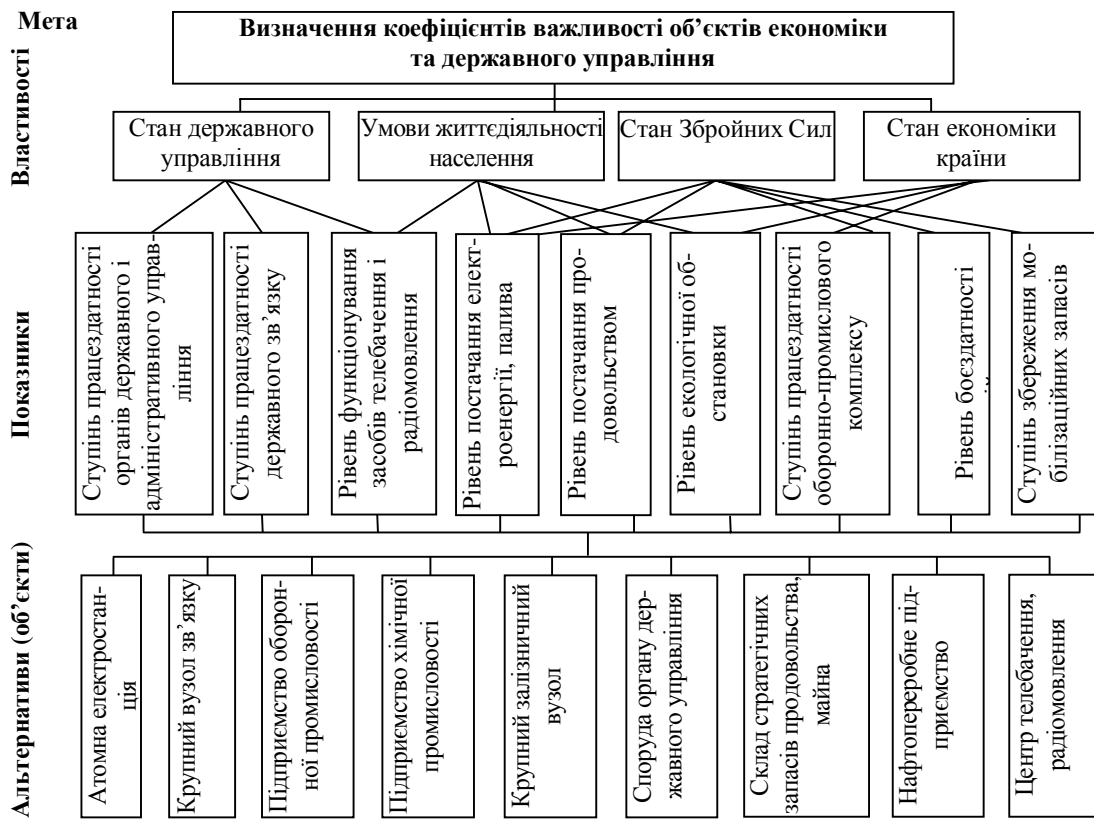 Мета
Визначення коефіцієнтів важливості об’єктів економіки
та державного управління
Властивості
Стан державного
управління
Умови життєдіяльності
населення
Стан Збройних Сил
Стан економіки
країни
Показники
Ступінь працездатності
органів державного і
адміністративного управ-
ління
Ступінь працездатності
державного зв’язку
Рівень функціонування
засобів телебачення і
радіомовлення
Рівень постачання елект-
роенергії, палива
Рівень постачання про-
довольством
Рівень екологічної об-
становки
Ступінь працездатості
оборонно-промислового
комплексу
Рівень боєздатності
Ступінь збереження мо-
білізаційних запасів
Альтернативи (об’єкти)
Атомна електростан-
ція
Крупний вузол зв’язку
Підприємство оборон-
ної промисловості
Підприємство хімічної
промисловості
Крупний залізничний
вузол
Споруда органу дер-
жавного управління
Склад стратегічних
запасів продовольства,
майна
Нафтопереробне під-
приємство
Центр телебачення,
радіомовлення